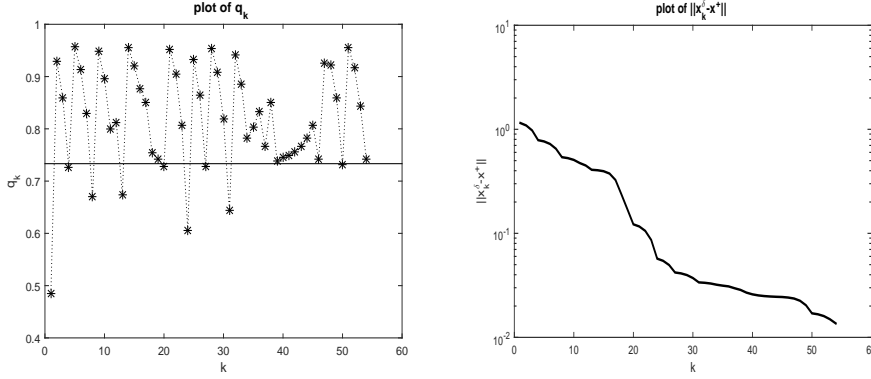 plot of q_k
1
0.9
0.8
0.7
0.6
0.5
0.4
q_k
0 10 20 30 40 50 60
k
plot of ||x_k^δ-x^+||
10^1
10^0
10^-1
10^-2
||x_k^δ-x^+||
0 10 20 30 40 50 60
k